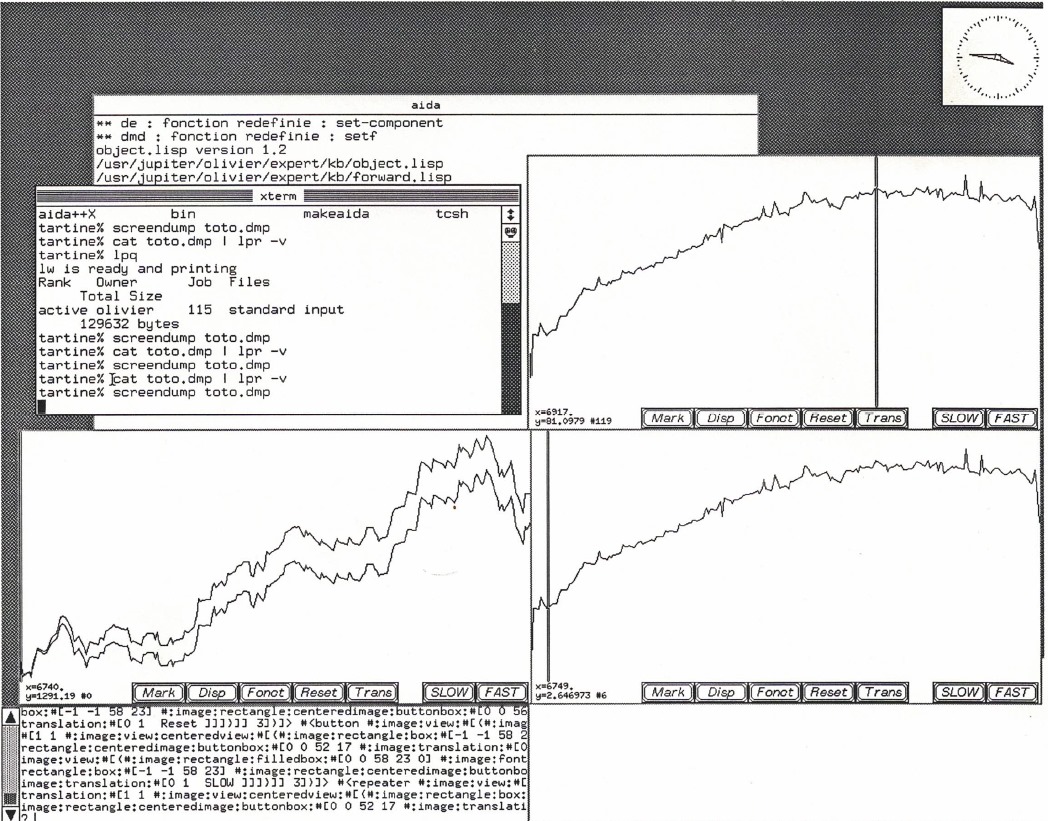 aida
** de : fonction redefinie : set-component
** dmd : fonction redefinie : setf
object.lisp version 1.2
/usr/jupiter/olivier/expert/kb/object.lisp
/usr/jupiter/olivier/expert/kb/forward.lisp
xterm
aida++X bin makeaida tcsh
tartine% screendump toto.dmp
tartine% cat toto.dmp | lpr -v
tartine% lpq
lw is ready and printing
Rank Owner Job Files
Total Size
active olivier 115 standard input
129632 bytes
tartine% screendump toto.dmp
tartine% cat toto.dmp | lpr -v
tartine% screendump toto.dmp
tartine% cat toto.dmp | lpr -v
tartine% screendump toto.dmp
x=6917.
y=81.0979 #119
Mark Disp Fonct Reset Trans SLOW FAST
x=6740.
y=1291.19 #0
Mark Disp Fonct Reset Trans SLOW FAST
x=6749.
y=2.646973 #6
Mark Disp Fonct Reset Trans SLOW FAST
box:#[-1 -1 58 23] #:image:rectangle:centeredimage:buttonbox:#[0 0 56
translation:#[0 1 Reset ]]])]] 3])]> #<button #:image:view:#[(#:imag
#[1 1 #:image:view:centeredview:#[(#:image:rectangle:box:#[-1 -1 58 2
rectangle:centeredimage:buttonbox:#[0 0 52 17 #:image:translation:#[0
image:view:#[(#:image:rectangle:filledbox:#[0 0 58 23 0] #:image:font
rectangle:box:#[-1 -1 58 23] #:image:rectangle:centeredimage:buttonbo
image:translation:#[0 1 SLOW ]]])]] 3])]> #<repeater #:image:view:#[
translation:#[1 1 #:image:view:centeredview:#[(#:image:rectangle:box:
image:rectangle:centeredimage:buttonbox:#[0 0 52 17 #:image:translati
?